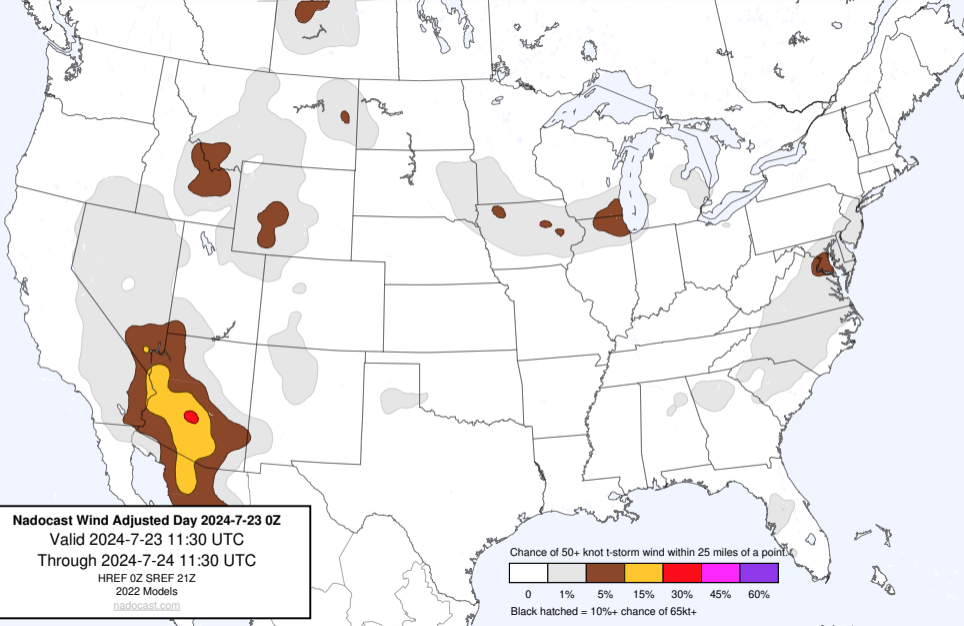 Nadocast Wind Adjusted Day 2024-7-23 0Z
Valid 2024-7-23 11:30 UTC
Through 2024-7-24 11:30 UTC
HREF 0Z SREF 21Z
2022 Models
nadocast.com
Chance of 50+ knot t-storm wind within 25 miles of a point.
0 1% 5% 15% 30% 45% 60%
Black hatched = 10%+ chance of 65kt+